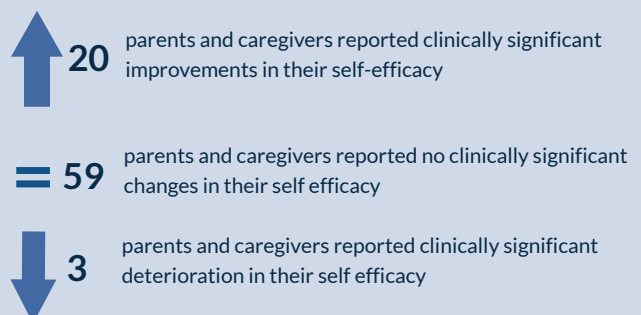 20 parents and caregivers reported clinically significant
improvements in their self-efficacy
= 59 parents and caregivers reported no clinically significant
changes in their self efficacy
3 parents and caregivers reported clinically significant
deterioration in their self efficacy